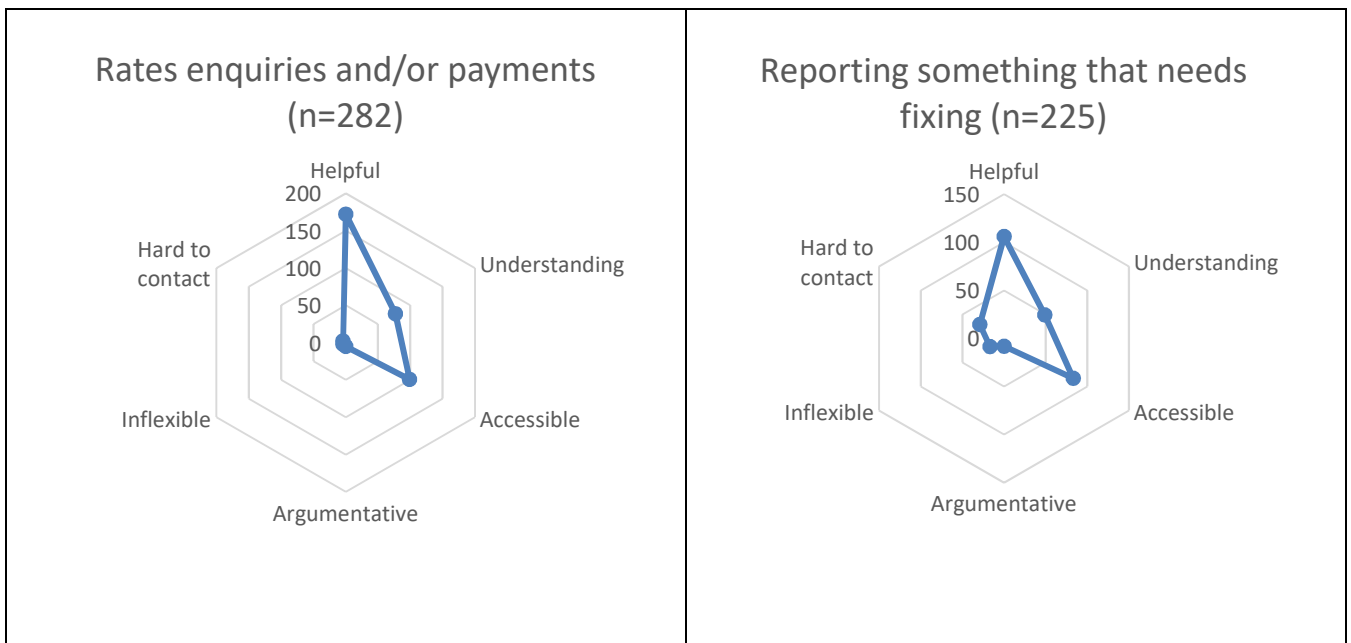 Rates enquiries and/or payments
(n=282)
Helpful
200
150
100
50
0
Hard to
contact
Understanding
Inflexible
Accessible
Argumentative
Reporting something that needs
fixing (n=225)
Helpful
150
100
50
0
Hard to
contact
Understanding
Inflexible
Accessible
Argumentative